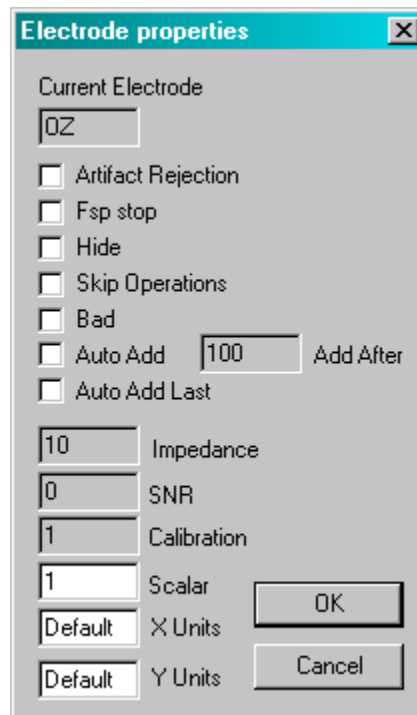 Electrode properties
Current Electrode
OZ
Artifact Rejection
Fsp stop
Hide
Skip Operations
Bad
Auto Add 100 Add After
Auto Add Last
10 Impedance
0 SNR
1 Calibration
1 Scalar
OK
Default X Units
Cancel
Default Y Units